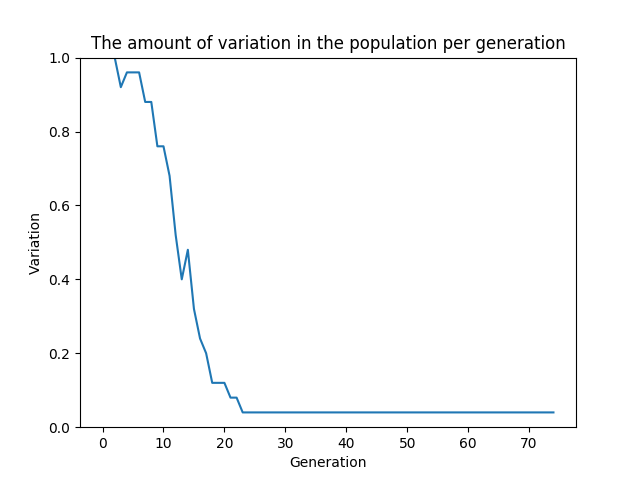 The amount of variation in the population per generation
1.0
0.8
0.6
0.4
0.2
0.0
Variation
0 10 20 30 40 50 60 70
Generation